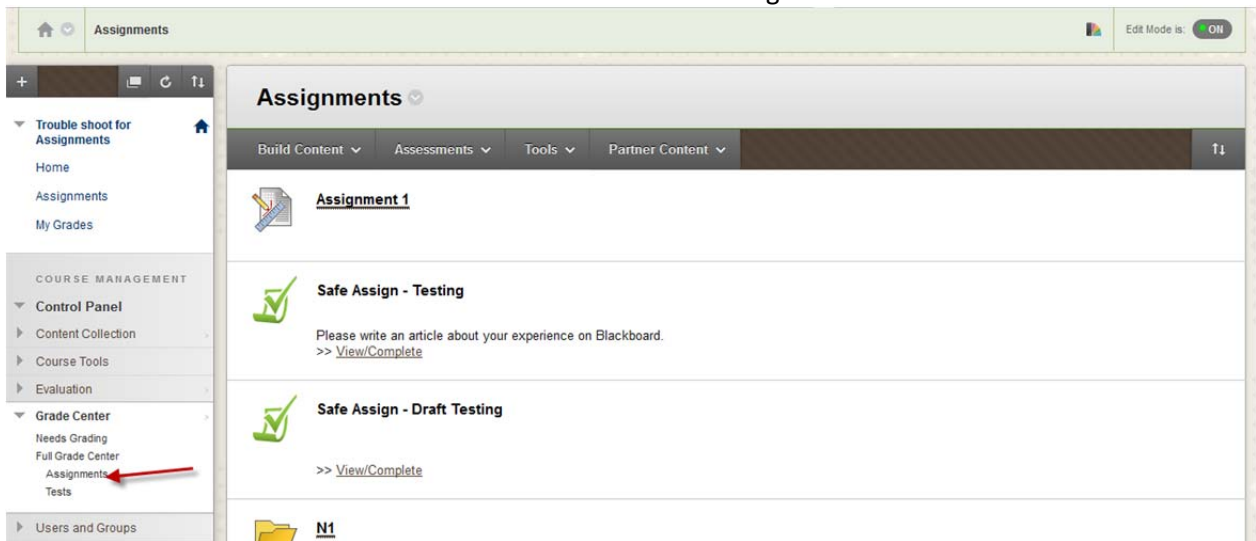 Assignments
Edit Mode is: ON
Trouble shoot for
Assignments
Home
Assignments
My Grades
COURSE MANAGEMENT
Control Panel
Content Collection
Course Tools
Evaluation
Grade Center
Needs Grading
Full Grade Center
Assignments
Tests
Users and Groups
Assignments
Build Content Assessments Tools Partner Content
Assignment 1
Safe Assign - Testing
Please write an article about your experience on Blackboard.
>> View/Complete
Safe Assign - Draft Testing
>> View/Complete
N1